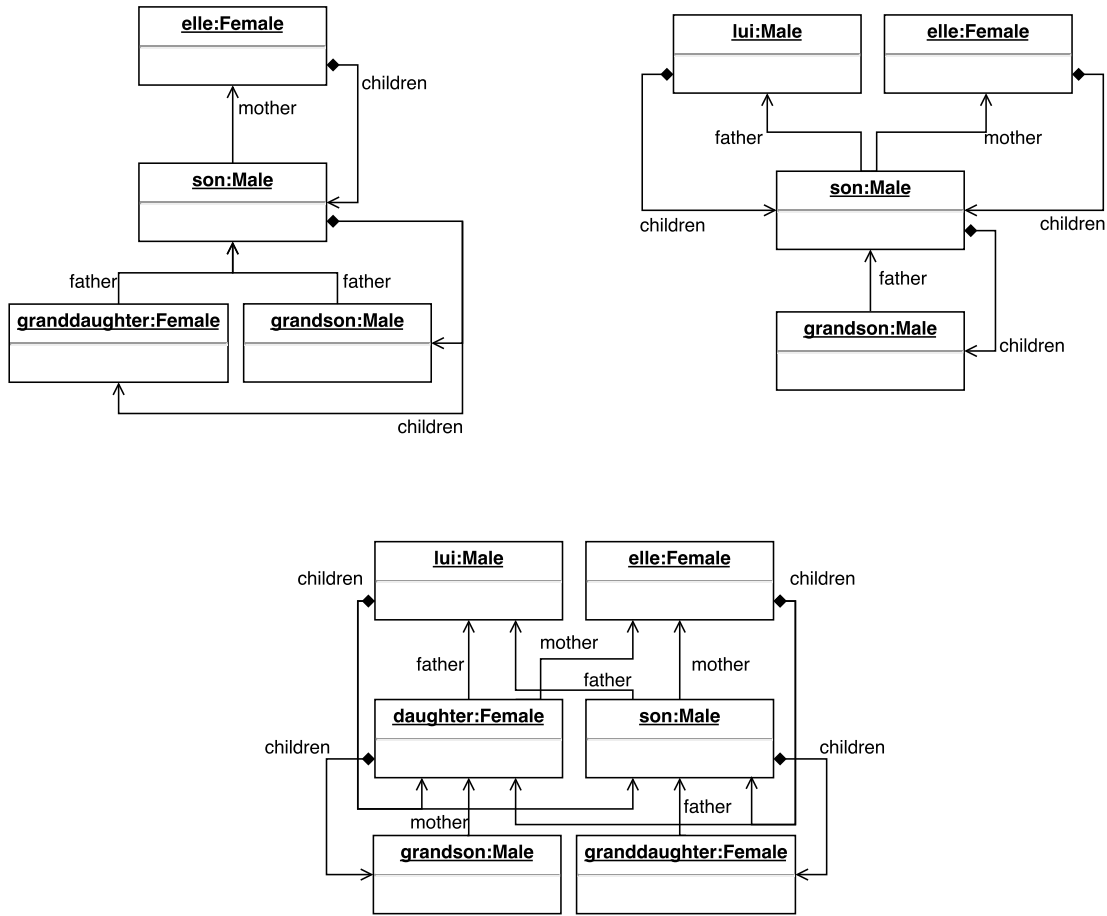 elle:Female
children
mother
son:Male
father
father
granddaughter:Female
grandson:Male
children
lui:Male
elle:Female
father
mother
son:Male
children
children
father
grandson:Male
children
lui:Male
elle:Female
children
children
mother
father
mother
father
daughter:Female
son:Male
children
children
father
mother
grandson:Male
granddaughter:Female